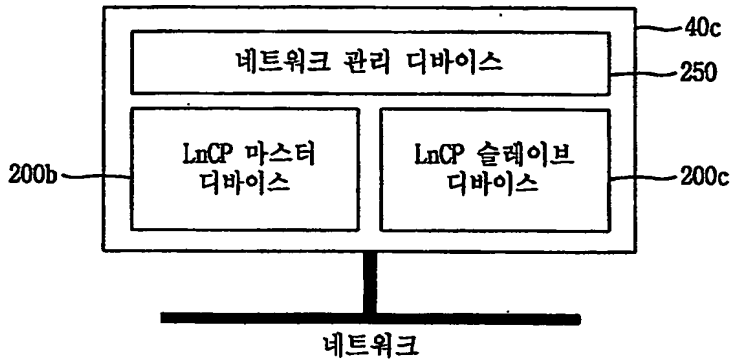 40c
네트워크 관리 디바이스
250
LnCP 마스터
디바이스
LnCP 슬레이브
디바이스
200b
200c
네트워크